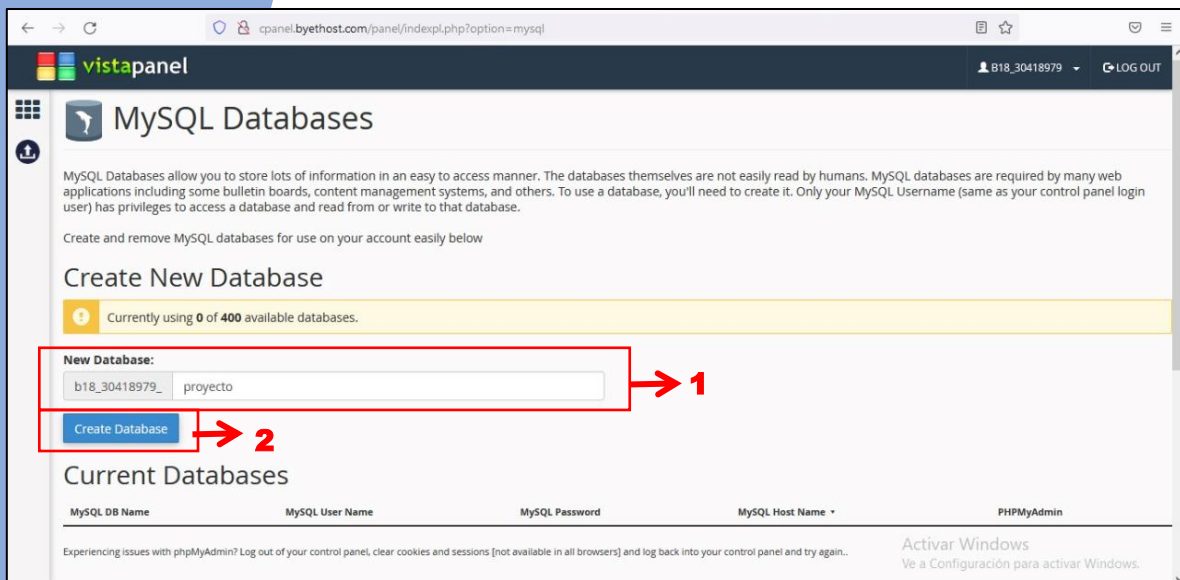 cpanel.byethost.com/panel/indexpl.php?option=mysql
vistapanel
B18_30418979
LOG OUT
MySQL Databases
MySQL Databases allow you to store lots of information in an easy to access manner. The databases themselves are not easily read by humans. MySQL databases are required by many web
applications including some bulletin boards, content management systems, and others. To use a database, you'll need to create it. Only your MySQL Username (same as your control panel login
user) has privileges to access a database and read from or write to that database.
Create and remove MySQL databases for use on your account easily below
Create New Database
Currently using 0 of 400 available databases.
New Database:
b18_30418979_ proyecto
1
Create Database
2
Current Databases
MySQL DB Name MySQL User Name MySQL Password MySQL Host Name PHPMyAdmin
Experiencing issues with phpMyAdmin? Log out of your control panel, clear cookies and sessions [not available in all browsers] and log back into your control panel and try again..
Activar Windows
Ve a Configuración para activar Windows.